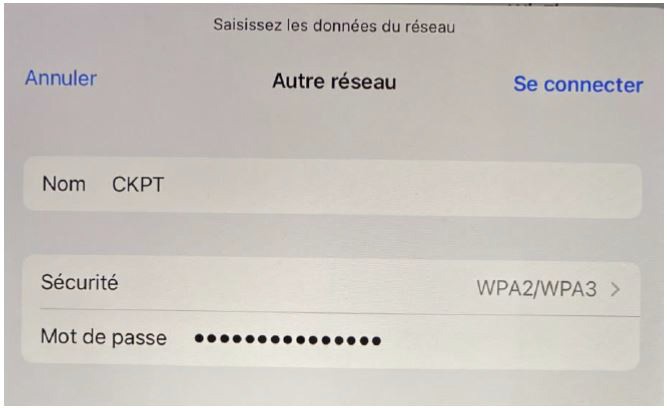 Saisissez les données du réseau
Annuler Autre réseau Se connecter
Nom CKPT
Sécurité WPA2/WPA3 >
Mot de passe ●●●●●●●●●●●●●●●